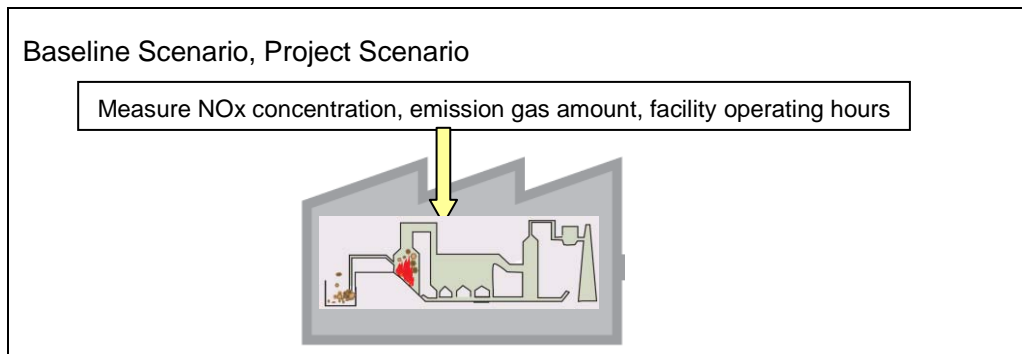 Baseline Scenario, Project Scenario
Measure NOx concentration, emission gas amount, facility operating hours